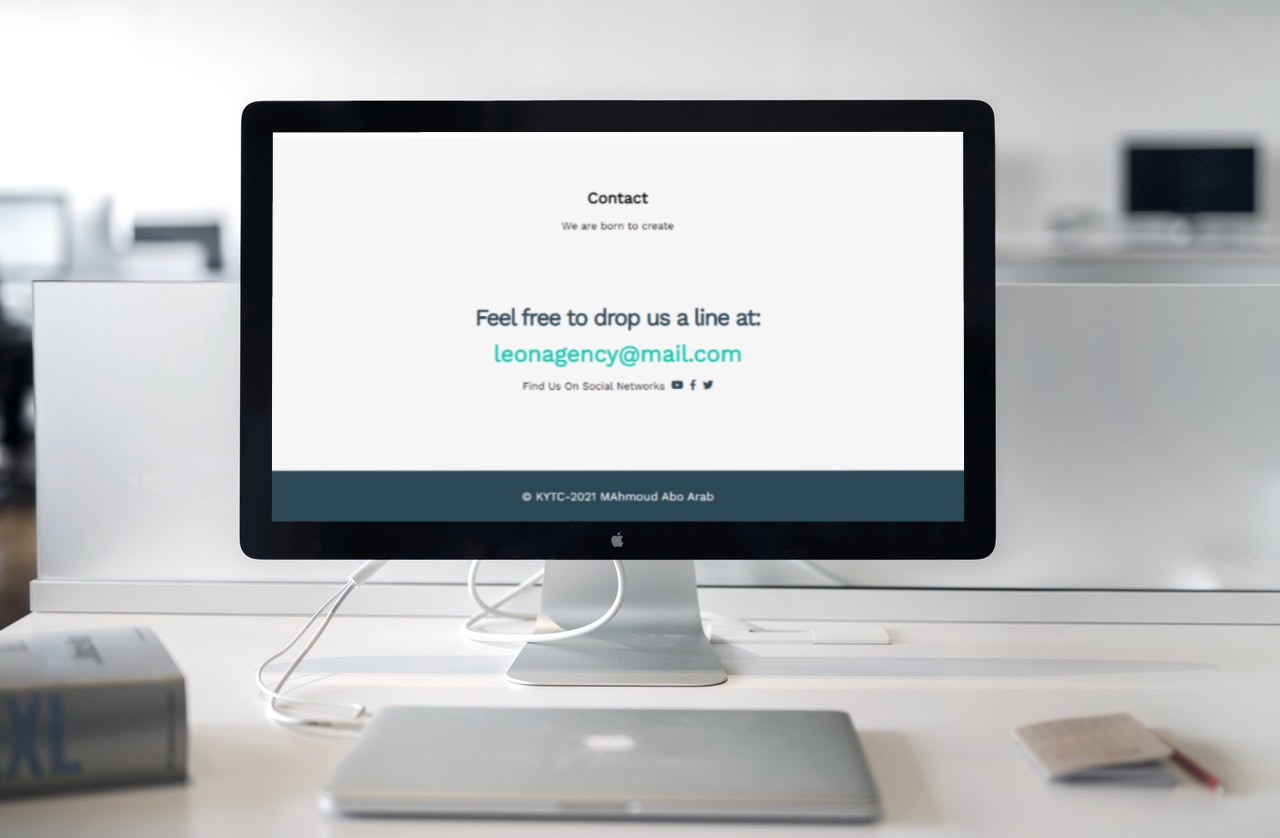 Contact
We are born to create
Feel free to drop us a line at:
leonagency@mail.com
Find Us On Social Networks
© KYTC-2021 MAhmoud Abo Arab
XL